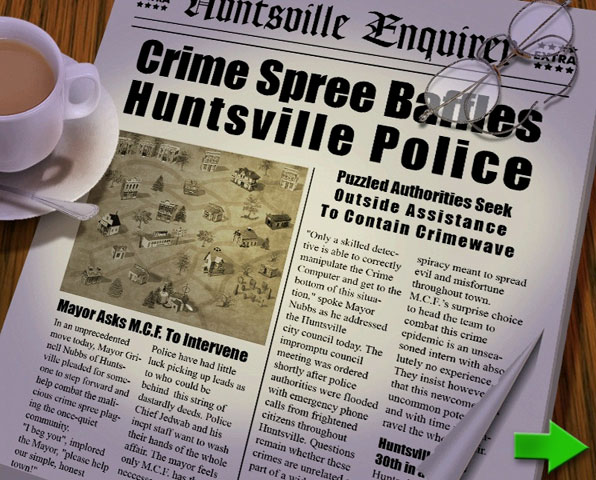 EXTRA
Huntsville Enquirer
EXTRA
Crime Spree Baffles
Huntsville Police
Puzzled Authorities Seek
Outside Assistance
To Contain Crimewave
Mayor Asks M.C.F. To Intervene
In an unprecedented
move today, Mayor Gri-
nell Nubbs of Hunts-
ville pleaded for some-
one to step forward and
help combat the mali-
cious crime spree plag-
ing the once-quiet
community.
"I beg you", implored
the Mayor, "please help
our simple, honest
town!"
Police have had little
luck picking up leads as
to who could be
behind this string of
dastardly deeds. Police
Chief Jedwab and his
inept staff want to wash
their hands of the whole
affair. The mayor feels
only M.C.F. has
"Only a skilled detec-
tive is able to correctly
manipulate the Crime
Computer and get to the
bottom of this situa-
tion," spoke Mayor
Nubbs as he addressed
the Huntsville
city council today. The
impromptu council
meeting was ordered
shortly after police
authorities were flooded
with emergency phone
calls from frightened
citizens throughout
Huntsville. Questions
remain whether these
crimes are unrelated
part of a
spiracy meant to spread
evil and misfortune
throughout town.
M.C.F.'s surprise choice
to head the team to
combat this crime
epidemic is an unsea-
soned intern with abso-
lutely no experience.
They insist however
that this newcomer
uncommon
and with time
ravel the
30th in a